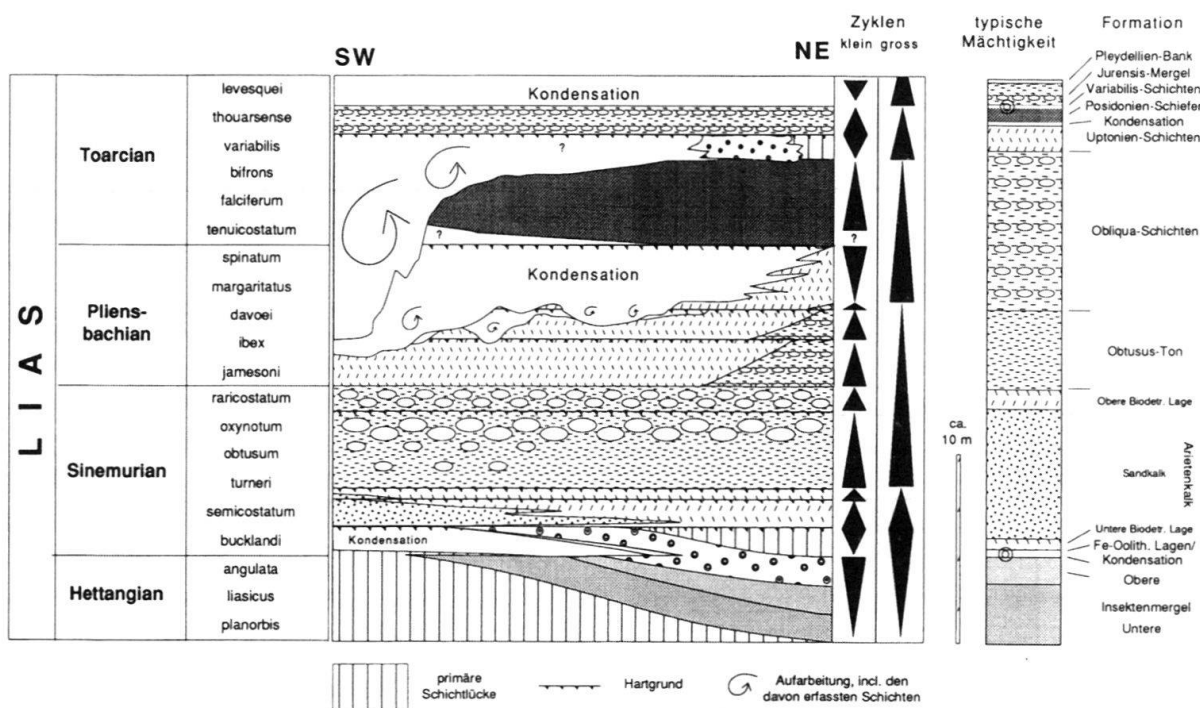 Zyklen
klein gross
typische
Mächtigkeit
Formation
SW
NE
LIAS
Toarcian
levesquei
thouarsense
variabilis
bifrons
falciferum
tenuicostatum
Pliens-
bachian
spinatum
margaritatus
davoei
ibex
jamesoni
Sinemurian
raricostatum
oxynotum
obtusum
turneri
semicostatum
bucklandi
Hettangian
angulata
liasicus
planorbis
Kondensation
?
?
Kondensation
Kondensation
?
ca.
10 m
Pleydellien-Bank
Jurensis-Mergel
Variabilis-Schichten
Posidonien-Schiefer
Kondensation
Uptonien-Schichten
Obliqua-Schichten
Obtusus-Ton
Obere Biodetr. Lage
Sandkalk
Arietenkalk
Untere Biodetr. Lage
Fe-Oolith. Lagen/
Kondensation
Obere
Insektenmergel
Untere
primäre
Schichtlücke
Hartgrund
Aufarbeitung, incl. den
davon erfassten Schichten